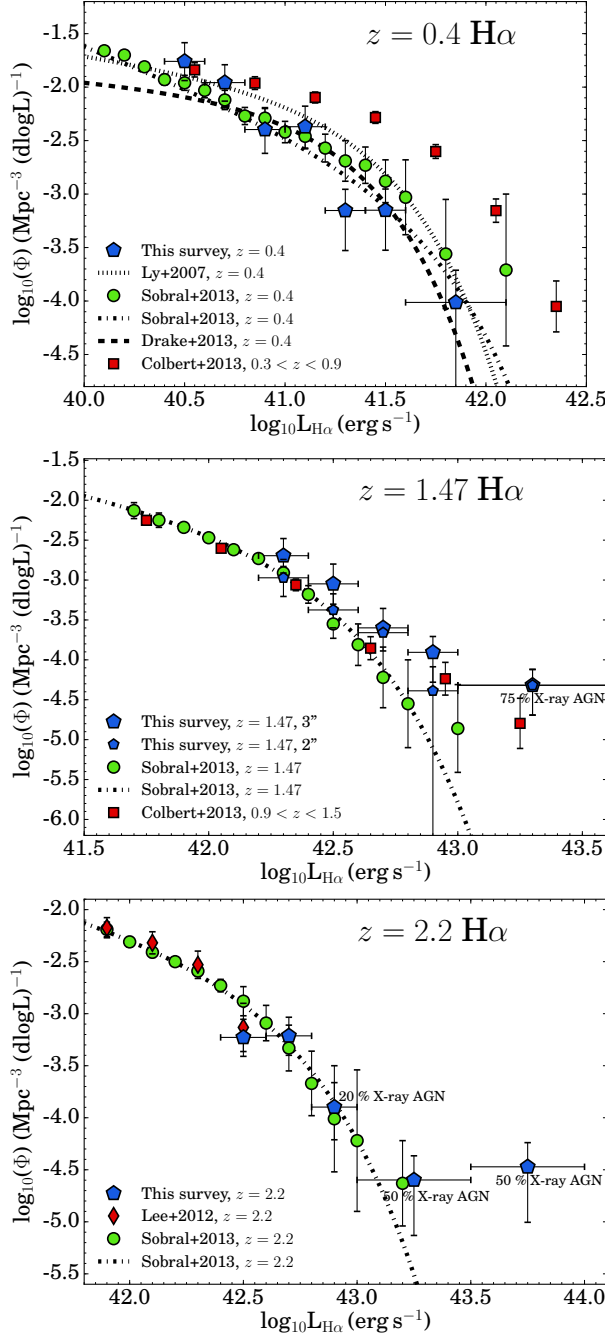 z = 0.4 Hα
-1.5
-2.0
-2.5
-3.0
-3.5
-4.0
-4.5
log₁₀(Φ) (Mpc⁻³ (dlogL)⁻¹)
This survey, z = 0.4
Ly+2007, z = 0.4
Sobral+2013, z = 0.4
Sobral+2013, z = 0.4
Drake+2013, z = 0.4
Colbert+2013, 0.3 < z < 0.9
40.0 40.5 41.0 41.5 42.0 42.5
log₁₀L_Hα (erg s⁻¹)
z = 1.47 Hα
-1.5
-2.0
-2.5
-3.0
-3.5
-4.0
-4.5
-5.0
-5.5
-6.0
log₁₀(Φ) (Mpc⁻³ (dlogL)⁻¹)
75 % X-ray AGN
This survey, z = 1.47, 3”
This survey, z = 1.47, 2”
Sobral+2013, z = 1.47
Sobral+2013, z = 1.47
Colbert+2013, 0.9 < z < 1.5
41.5 42.0 42.5 43.0 43.5
log₁₀L_Hα (erg s⁻¹)
z = 2.2 Hα
-2.0
-2.5
-3.0
-3.5
-4.0
-4.5
-5.0
-5.5
log₁₀(Φ) (Mpc⁻³ (dlogL)⁻¹)
20 % X-ray AGN
50 % X-ray AGN
50 % X-ray AGN
This survey, z = 2.2
Lee+2012, z = 2.2
Sobral+2013, z = 2.2
Sobral+2013, z = 2.2
42.0 42.5 43.0 43.5 44.0
log₁₀L_Hα (erg s⁻¹)